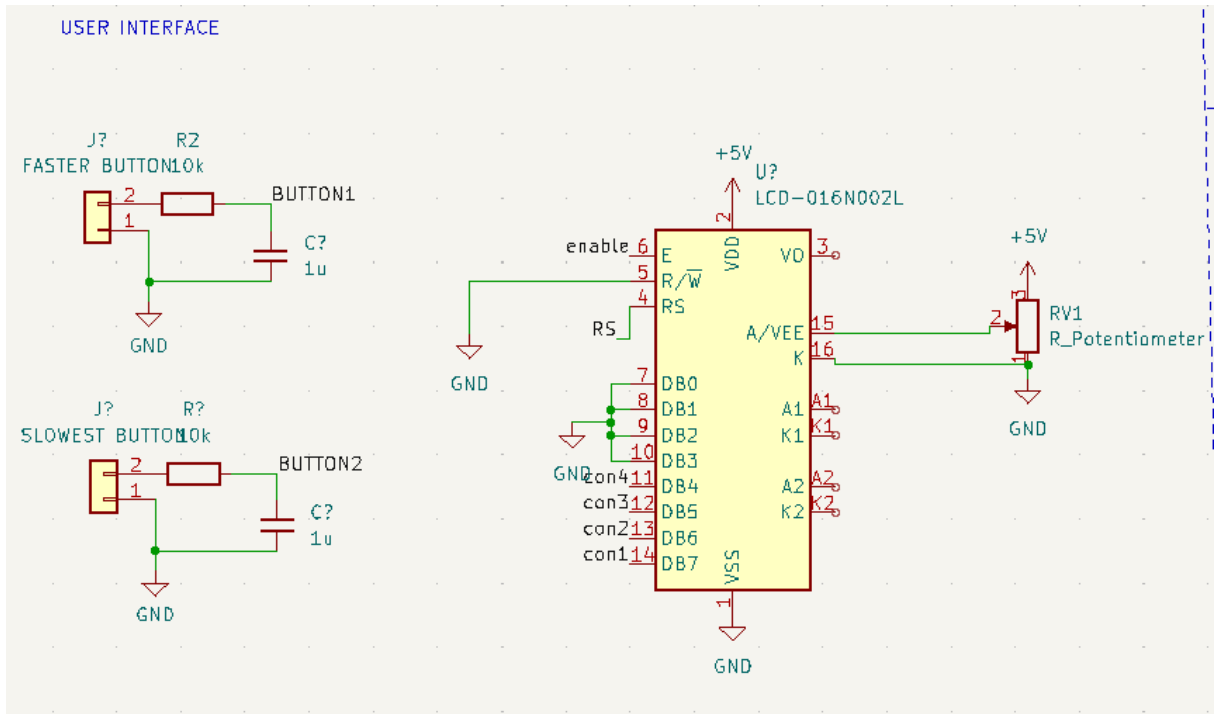 USER INTERFACE
J? R2
FASTER BUTTON 10k
2
1
BUTTON1
C?
1u
GND
J? R?
SLOWEST BUTTON 10k
2
1
BUTTON2
C?
1u
GND
+5V
U?
LCD-016N002L
2
VDD
enable 6 E
5 R/W̅
4 RS
RS
GND
7 DB0
8 DB1
9 DB2
10 DB3
GND
con4 11 DB4
con3 12 DB5
con2 13 DB6
con1 14 DB7
VO 3
A/VEE 15
K 16
A1 A1
K1 K1
A2 A2
K2 K2
VSS
1
GND
+5V
3
2
RV1
R_Potentiometer
1
GND